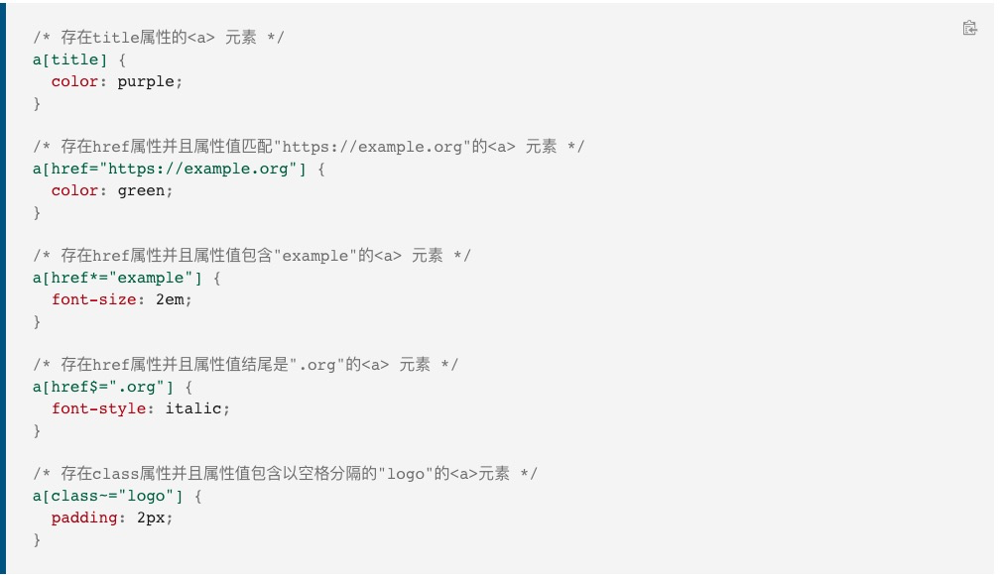 /* 存在title属性的<a> 元素 */
a[title] {
  color: purple;
}

/* 存在href属性并且属性值匹配"https://example.org"的<a> 元素 */
a[href="https://example.org"] {
  color: green;
}

/* 存在href属性并且属性值包含"example"的<a> 元素 */
a[href*="example"] {
  font-size: 2em;
}

/* 存在href属性并且属性值结尾是".org"的<a> 元素 */
a[href$=".org"] {
  font-style: italic;
}

/* 存在class属性并且属性值包含以空格分隔的"logo"的<a>元素 */
a[class~="logo"] {
  padding: 2px;
}